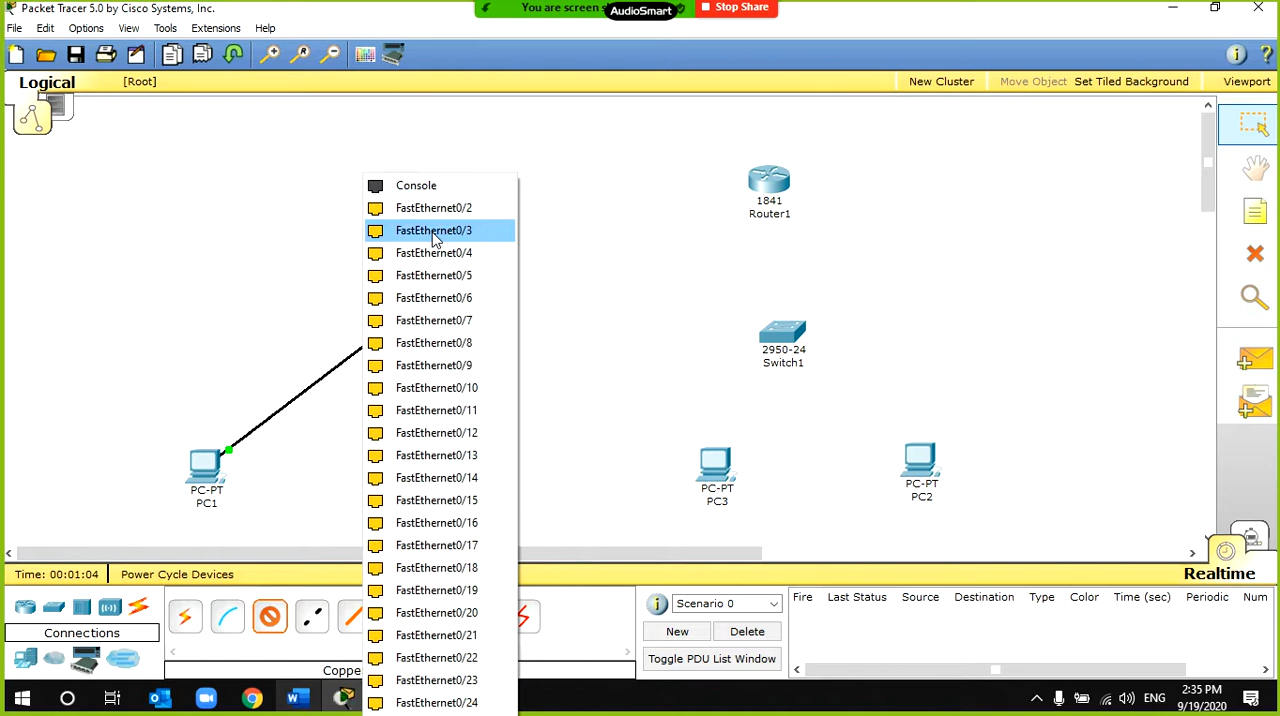 Packet Tracer 5.0 by Cisco Systems, Inc.
You are screen s
AudioSmart
Stop Share
File Edit Options View Tools Extensions Help
Logical [Root] New Cluster Move Object Set Tiled Background Viewport
1841
Router1
Console
FastEthernet0/2
FastEthernet0/3
FastEthernet0/4
FastEthernet0/5
FastEthernet0/6
FastEthernet0/7
FastEthernet0/8
FastEthernet0/9
FastEthernet0/10
FastEthernet0/11
FastEthernet0/12
FastEthernet0/13
FastEthernet0/14
FastEthernet0/15
FastEthernet0/16
FastEthernet0/17
FastEthernet0/18
FastEthernet0/19
FastEthernet0/20
FastEthernet0/21
FastEthernet0/22
FastEthernet0/23
FastEthernet0/24
2950-24
Switch1
PC-PT
PC1
PC-PT
PC3
PC-PT
PC2
Time: 00:01:04 Power Cycle Devices
Realtime
Connections
Coppe
Scenario 0
New Delete
Toggle PDU List Window
Fire Last Status Source Destination Type Color Time (sec) Periodic Num
ENG
2:35 PM
9/19/2020